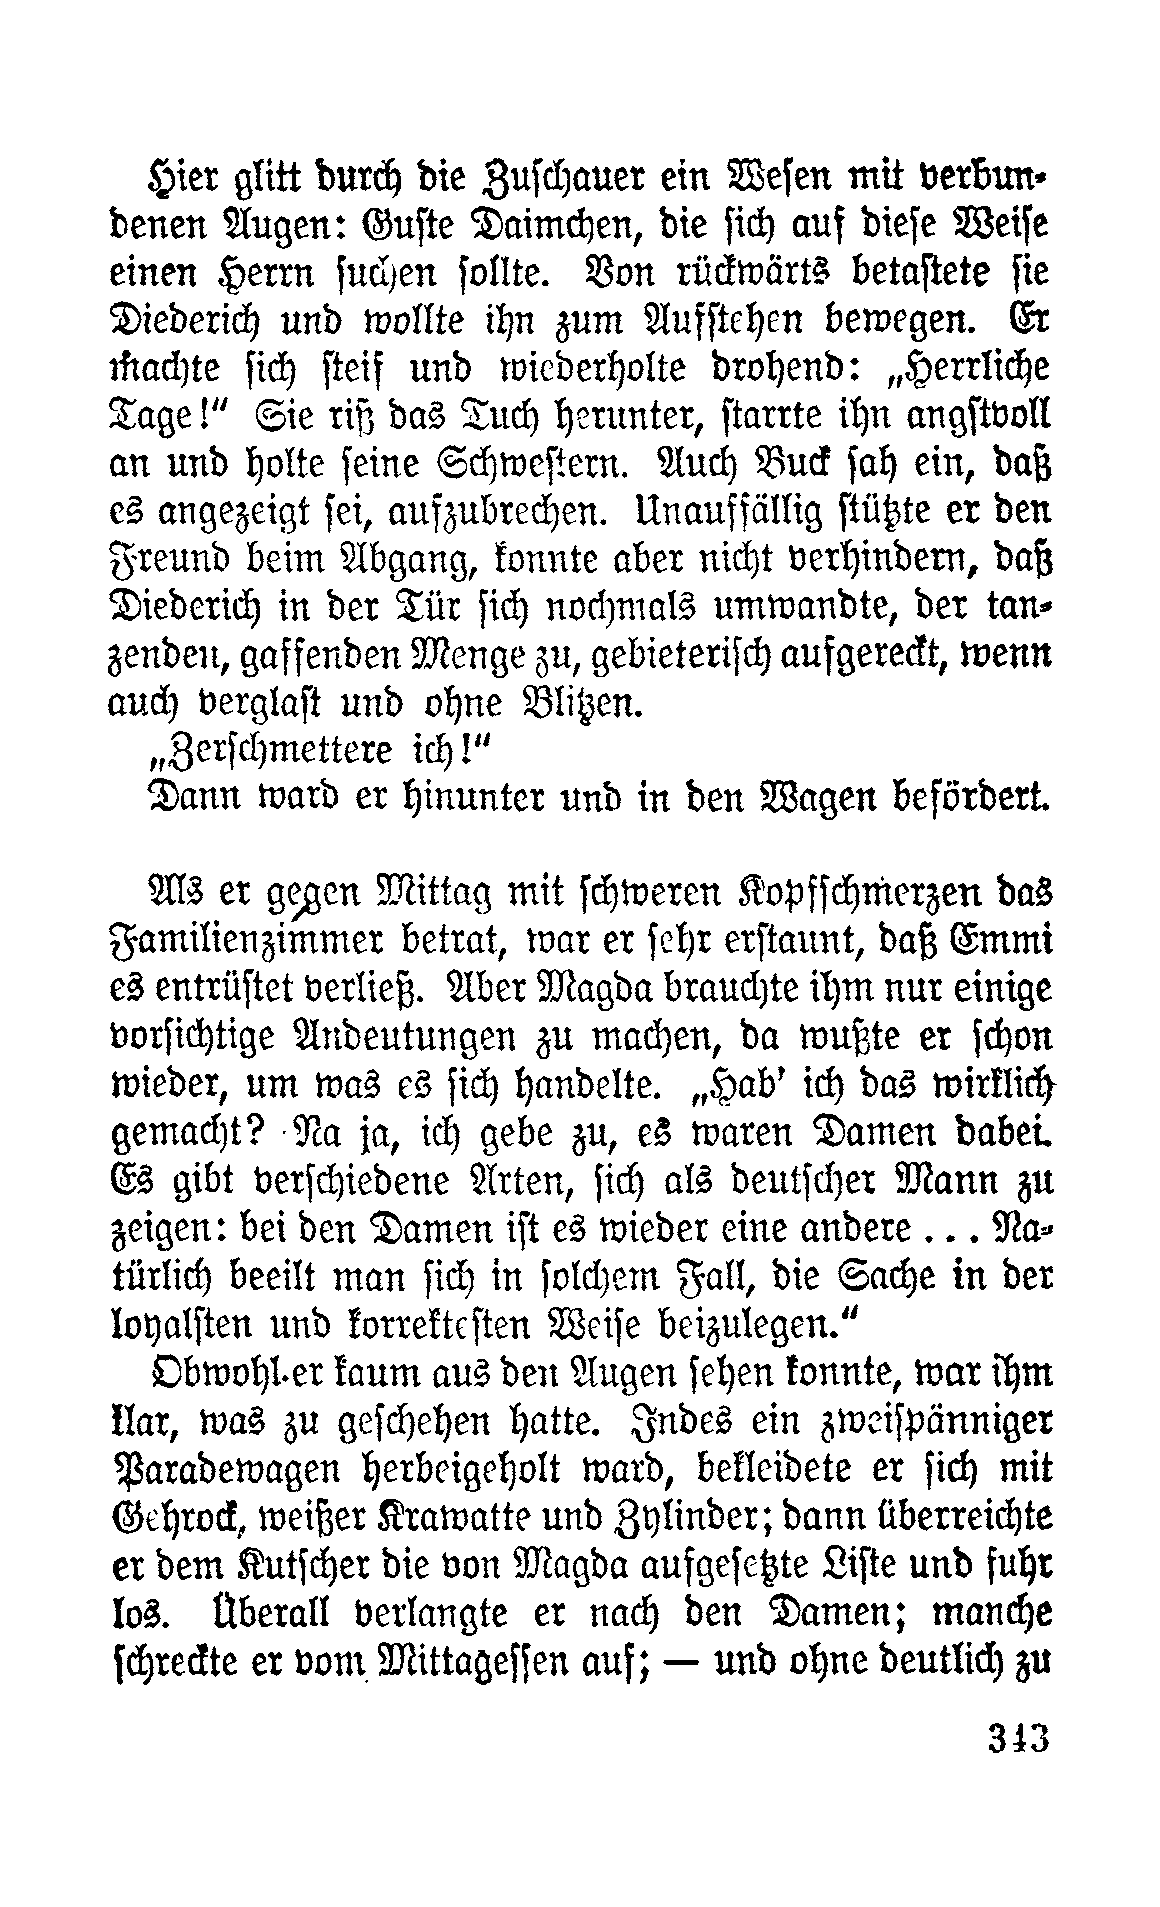 Hier glitt durch die Zuschauer ein Wesen mit verbun-
denen Augen: Guste Daimchen, die sich auf diese Weise
einen Herrn suchen sollte. Von rückwärts betastete sie
Diederich und wollte ihn zum Aufstehen bewegen. Er
machte sich steif und wiederholte drohend: „Herrliche
Tage!“ Sie riß das Tuch herunter, starrte ihn angstvoll
an und holte seine Schwestern. Auch Buck sah ein, daß
es angezeigt sei, aufzubrechen. Unauffällig stützte er den
Freund beim Abgang, konnte aber nicht verhindern, daß
Diederich in der Tür sich nochmals umwandte, der tan-
zenden, gaffenden Menge zu, gebieterisch aufgereckt, wenn
auch verglast und ohne Blitzen.
„Zerschmettere ich!“
Dann ward er hinunter und in den Wagen befördert.
Als er gegen Mittag mit schweren Kopfschmerzen das
Familienzimmer betrat, war er sehr erstaunt, daß Emmi
es entrüstet verließ. Aber Magda brauchte ihm nur einige
vorsichtige Andeutungen zu machen, da wußte er schon
wieder, um was es sich handelte. „Hab' ich das wirklich
gemacht? Na ja, ich gebe zu, es waren Damen dabei.
Es gibt verschiedene Arten, sich als deutscher Mann zu
zeigen: bei den Damen ist es wieder eine andere . . . Na-
türlich beeilt man sich in solchem Fall, die Sache in der
loyalsten und korrektesten Weise beizulegen.“
Obwohl er kaum aus den Augen sehen konnte, war ihm
klar, was zu geschehen hatte. Indes ein zweispänniger
Paradewagen herbeigeholt ward, bekleidete er sich mit
Gehrock, weißer Krawatte und Zylinder; dann überreichte
er dem Kutscher die von Magda aufgesetzte Liste und fuhr
los. Überall verlangte er nach den Damen; manche
schreckte er vom Mittagessen auf; — und ohne deutlich zu
343